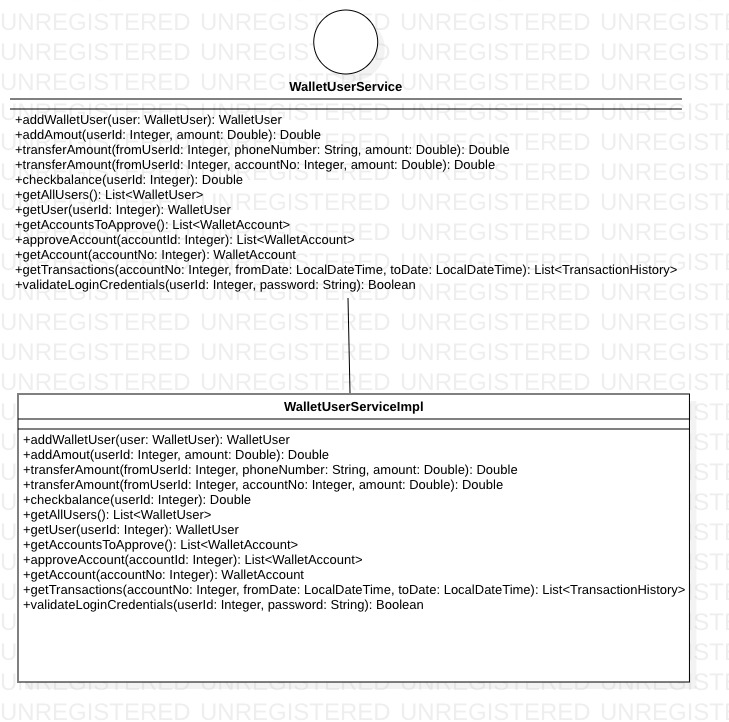 UNREGISTERED UNREGISTERED UNREGISTERED UNREGISTERED
WalletUserService
+addWalletUser(user: WalletUser): WalletUser
+addAmout(userId: Integer, amount: Double): Double
+transferAmount(fromUserId: Integer, phoneNumber: String, amount: Double): Double
+transferAmount(fromUserId: Integer, accountNo: Integer, amount: Double): Double
+checkbalance(userId: Integer): Double
+getAllUsers(): List<WalletUser>
+getUser(userId: Integer): WalletUser
+getAccountsToApprove(): List<WalletAccount>
+approveAccount(accountId: Integer): List<WalletAccount>
+getAccount(accountNo: Integer): WalletAccount
+getTransactions(accountNo: Integer, fromDate: LocalDateTime, toDate: LocalDateTime): List<TransactionHistory>
+validateLoginCredentials(userId: Integer, password: String): Boolean
WalletUserServiceImpl
+addWalletUser(user: WalletUser): WalletUser
+addAmout(userId: Integer, amount: Double): Double
+transferAmount(fromUserId: Integer, phoneNumber: String, amount: Double): Double
+transferAmount(fromUserId: Integer, accountNo: Integer, amount: Double): Double
+checkbalance(userId: Integer): Double
+getAllUsers(): List<WalletUser>
+getUser(userId: Integer): WalletUser
+getAccountsToApprove(): List<WalletAccount>
+approveAccount(accountId: Integer): List<WalletAccount>
+getAccount(accountNo: Integer): WalletAccount
+getTransactions(accountNo: Integer, fromDate: LocalDateTime, toDate: LocalDateTime): List<TransactionHistory>
+validateLoginCredentials(userId: Integer, password: String): Boolean